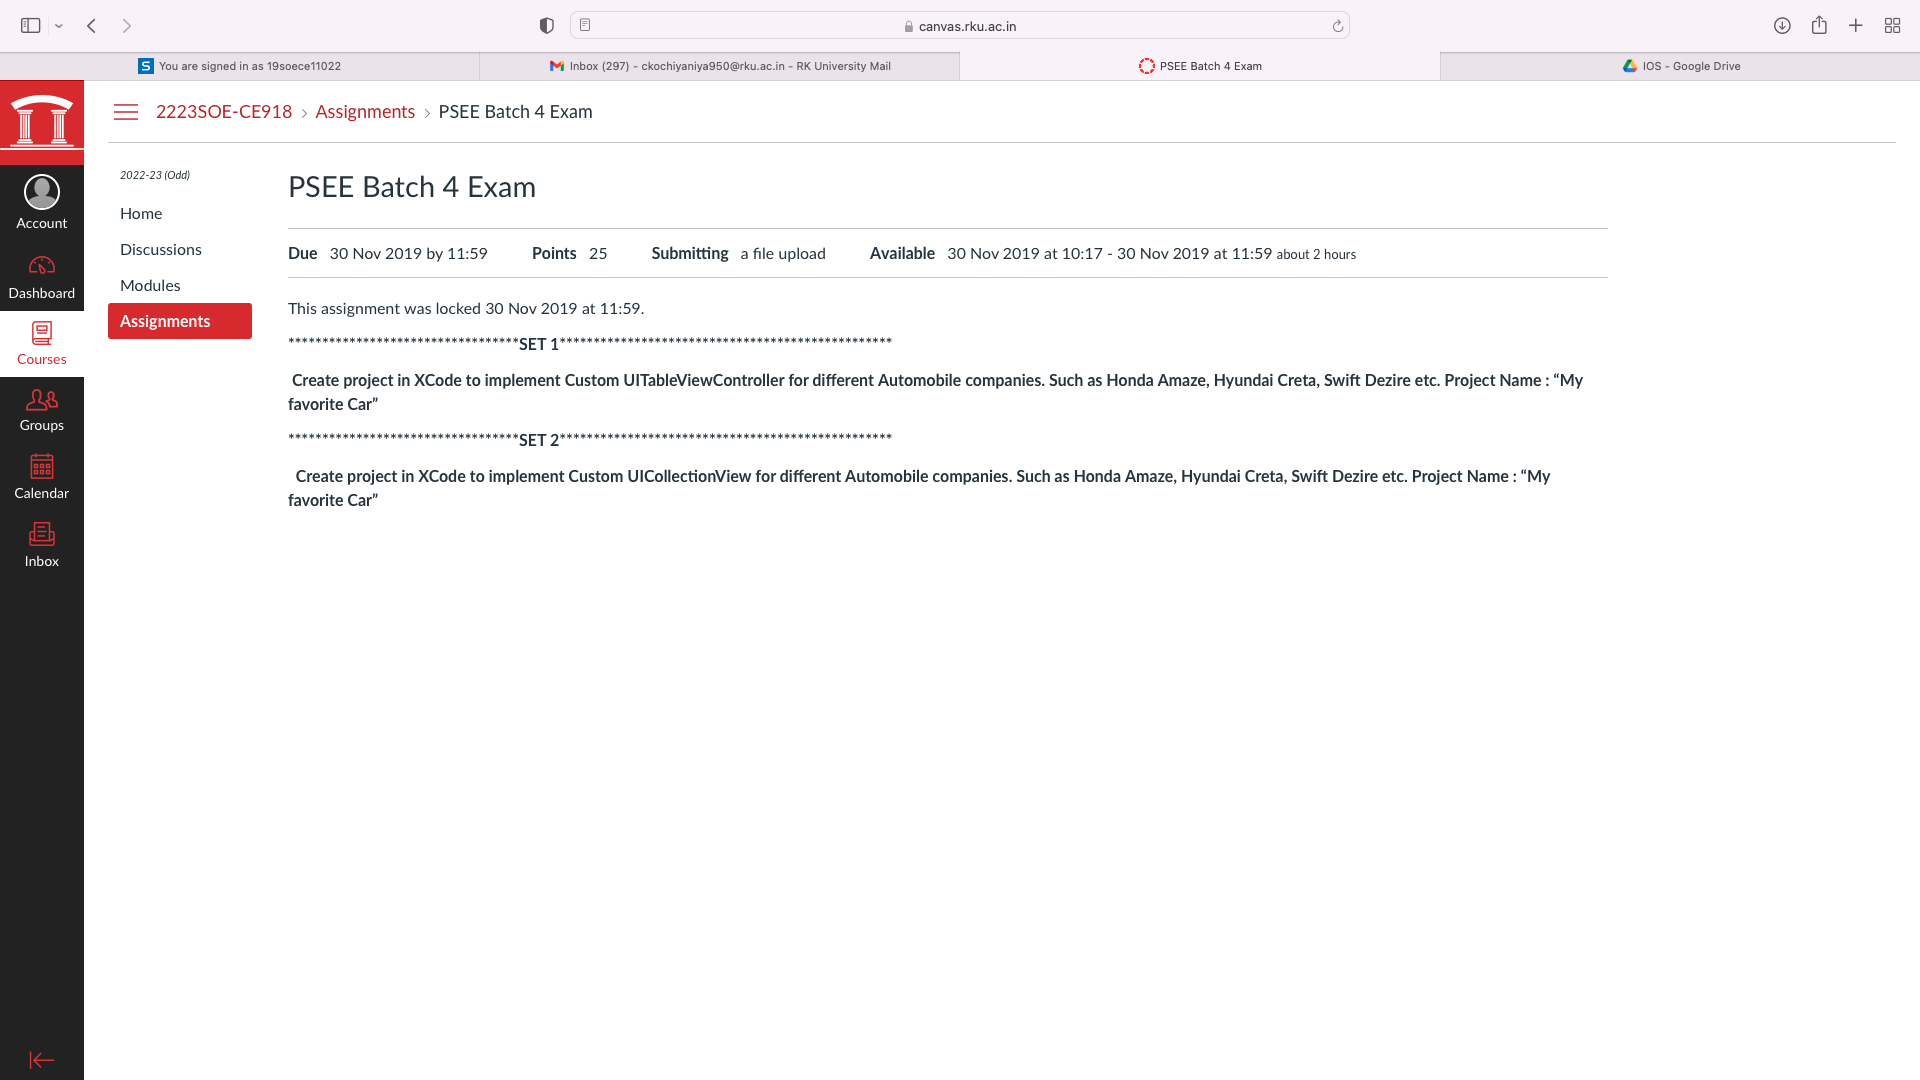 canvas.rku.ac.in
You are signed in as 19soece11022
Inbox (297) - ckochiyaniya950@rku.ac.in - RK University Mail
PSEE Batch 4 Exam
IOS - Google Drive
2223SOE-CE918 > Assignments > PSEE Batch 4 Exam
Account
Dashboard
Courses
Groups
Calendar
Inbox
2022-23 (Odd)
Home
Discussions
Modules
Assignments
PSEE Batch 4 Exam
Due 30 Nov 2019 by 11:59 Points 25 Submitting a file upload Available 30 Nov 2019 at 10:17 - 30 Nov 2019 at 11:59 about 2 hours
This assignment was locked 30 Nov 2019 at 11:59.
**********************************SET 1*************************************************
Create project in XCode to implement Custom UITableViewController for different Automobile companies. Such as Honda Amaze, Hyundai Creta, Swift Dezire etc. Project Name : “My
favorite Car”
**********************************SET 2*************************************************
Create project in XCode to implement Custom UICollectionView for different Automobile companies. Such as Honda Amaze, Hyundai Creta, Swift Dezire etc. Project Name : “My
favorite Car”